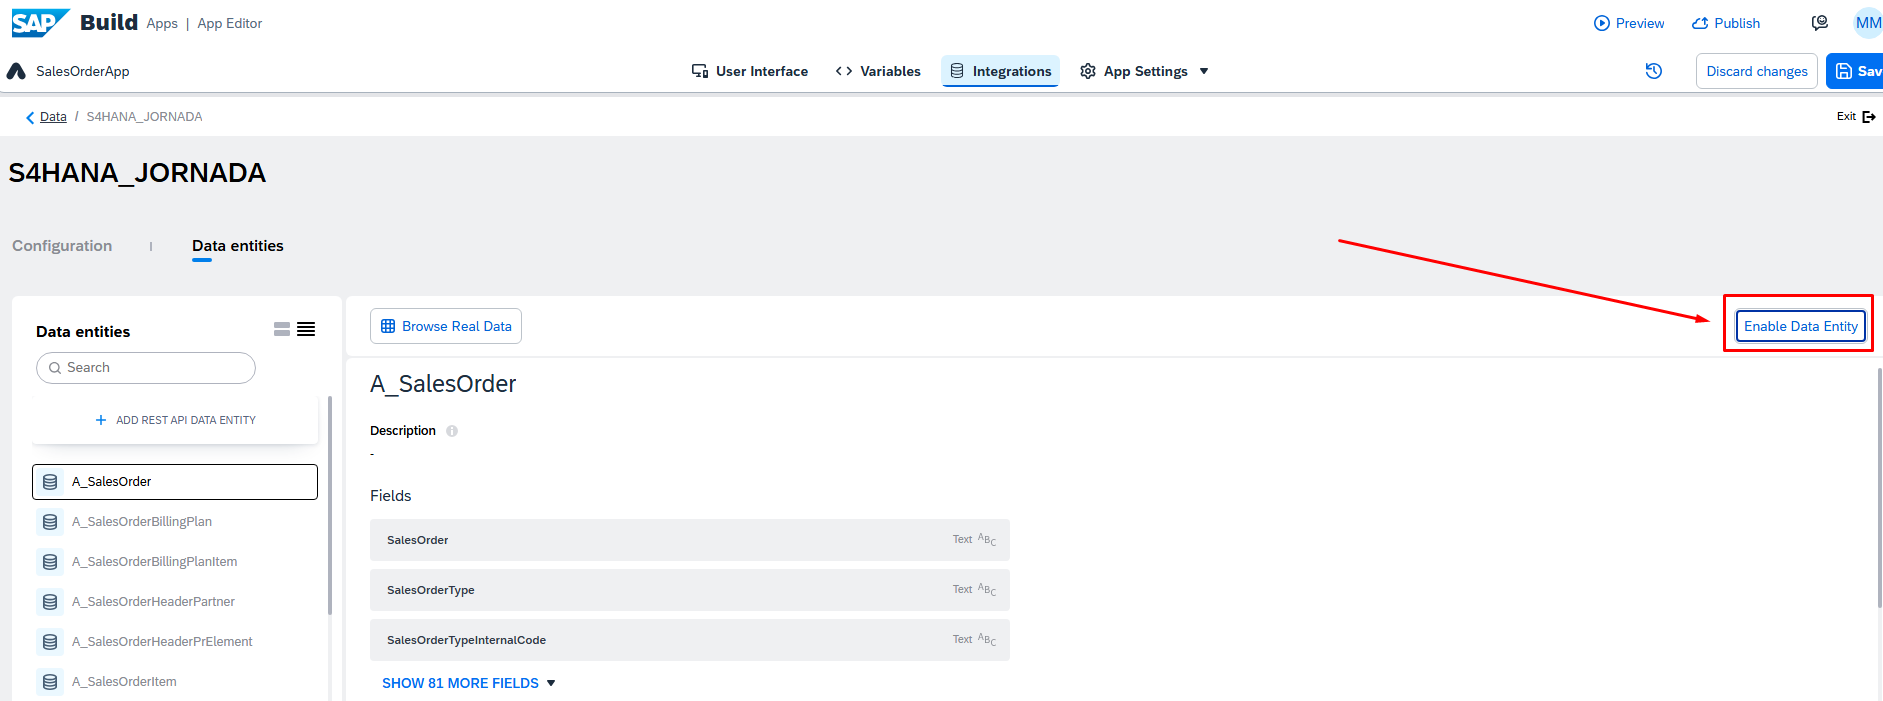 SAP Build Apps | App Editor
Preview
Publish
MM
SalesOrderApp
User Interface
Variables
Integrations
App Settings
Discard changes
Sav
Data / S4HANA_JORNADA
Exit
S4HANA_JORNADA
Configuration
Data entities
Data entities
Search
+ ADD REST API DATA ENTITY
A_SalesOrder
A_SalesOrderBillingPlan
A_SalesOrderBillingPlanItem
A_SalesOrderHeaderPartner
A_SalesOrderHeaderPrElement
A_SalesOrderItem
Browse Real Data
Enable Data Entity
A_SalesOrder
Description
-
Fields
SalesOrder Text ABC
SalesOrderType Text ABC
SalesOrderTypeInternalCode Text ABC
SHOW 81 MORE FIELDS